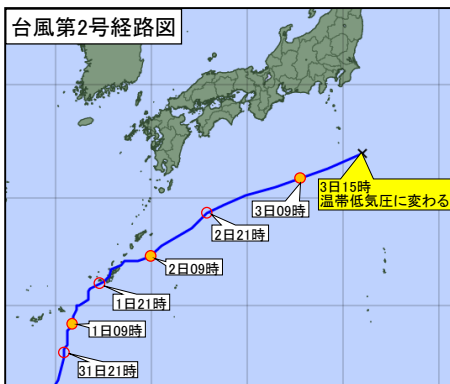 台風第2号経路図
3日15時
温帯低気圧に変わる
3日09時
2日21時
2日09時
1日21時
1日09時
31日21時